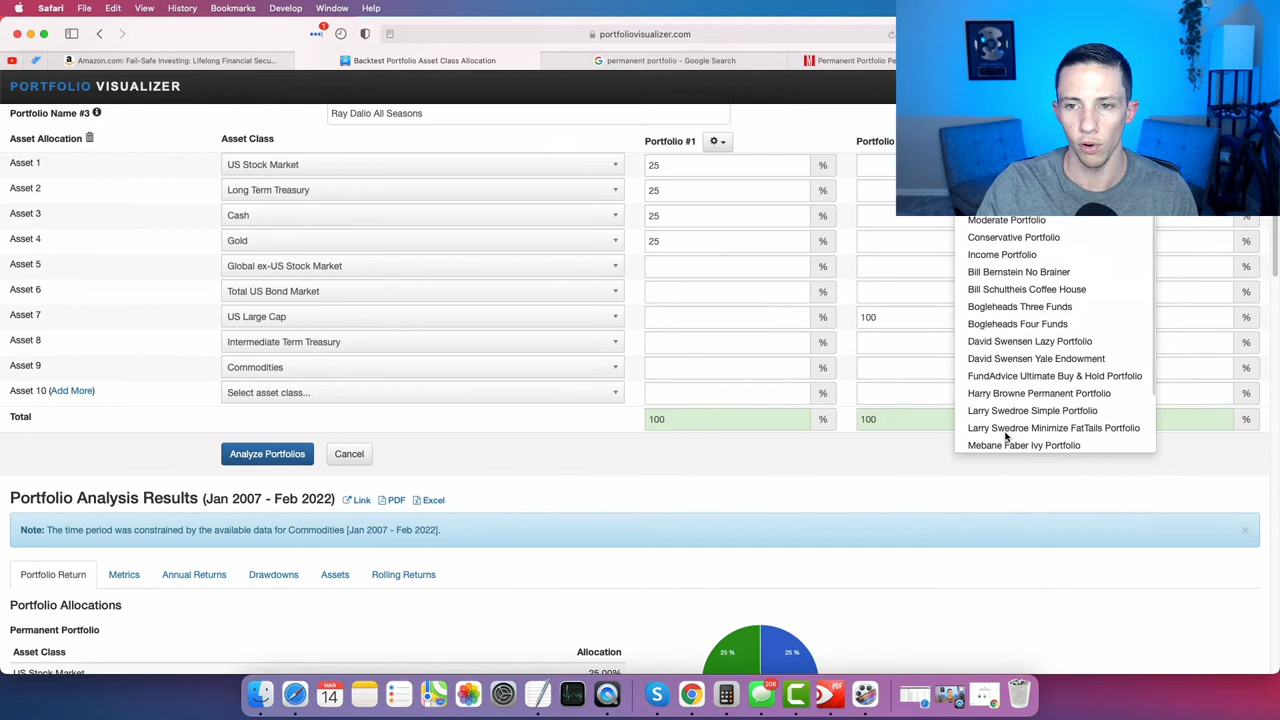 Safari File Edit View History Bookmarks Develop Window Help
1
portfoliovisualizer.com
Amazon.com: Fail-Safe Investing: Lifelong Financial Secu...
Backtest Portfolio Asset Class Allocation
permanent portfolio - Google Search
Permanent Portfolio Pe
PORTFOLIO VISUALIZER
Portfolio Name #3
Ray Dalio All Seasons
Asset Allocation
Asset Class
Portfolio #1
Portfolio
Asset 1 US Stock Market 25 %
Asset 2 Long Term Treasury 25 %
Asset 3 Cash 25 %
Asset 4 Gold 25 %
Asset 5 Global ex-US Stock Market %
Asset 6 Total US Bond Market %
Asset 7 US Large Cap % 100 %
Asset 8 Intermediate Term Treasury % %
Asset 9 Commodities % %
Asset 10 (Add More) Select asset class... % %
Total 100 % 100 %
Moderate Portfolio
Conservative Portfolio
Income Portfolio
Bill Bernstein No Brainer
Bill Schultheis Coffee House
Bogleheads Three Funds
Bogleheads Four Funds
David Swensen Lazy Portfolio
David Swensen Yale Endowment
FundAdvice Ultimate Buy & Hold Portfolio
Harry Browne Permanent Portfolio
Larry Swedroe Simple Portfolio
Larry Swedroe Minimize FatTails Portfolio
Mebane Faber Ivy Portfolio
Analyze Portfolios
Cancel
Portfolio Analysis Results (Jan 2007 - Feb 2022) Link PDF Excel
Note: The time period was constrained by the available data for Commodities [Jan 2007 - Feb 2022].
Portfolio Return Metrics Annual Returns Drawdowns Assets Rolling Returns
Portfolio Allocations
Permanent Portfolio
Asset Class Allocation
US Stock Market 25.00%
25 % 25 %
MAR
14
208
PDF